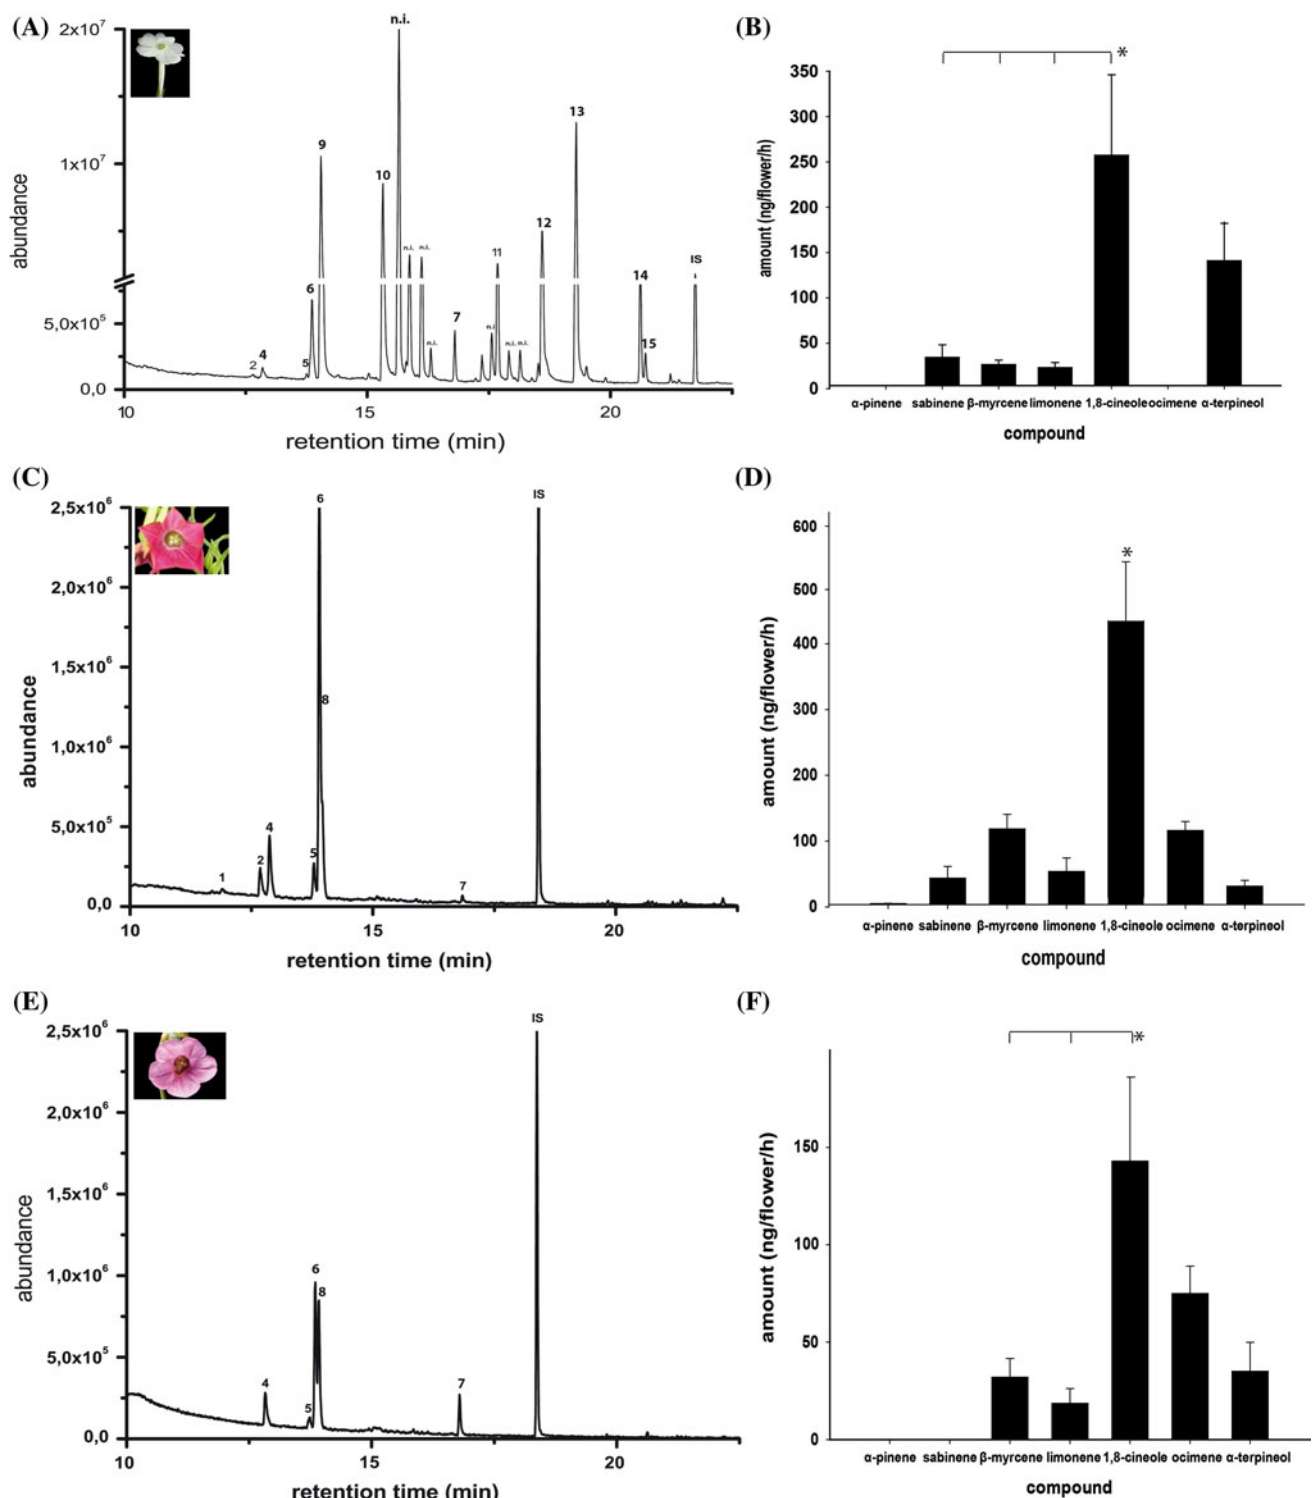 (A)
2x10⁷
1x10⁷
5,0x10⁵
0,0
abundance
n.i.
9
13
10
12
n.i.
n.i.
11
6
14
IS
7
n.i.
n.i.
n.i.
n.i.
15
2
4
5
10
15
20
retention time (min)
(B)
*
350
300
250
200
150
100
50
0
amount (ng/flower/h)
α-pinene sabinene β-myrcene limonene 1,8-cineole ocimene α-terpineol
compound
(C)
2,5x10⁶
2,0x10⁶
1,5x10⁶
1,0x10⁶
5,0x10⁵
0,0
abundance
6
IS
8
4
2
5
1
7
10
15
20
retention time (min)
(D)
600
500
400
300
200
100
0
amount (ng/flower/h)
*
α-pinene sabinene β-myrcene limonene 1,8-cineole ocimene α-terpineol
compound
(E)
2,5x10⁶
2,0x10⁶
1,5x10⁶
1,0x10⁶
5,0x10⁵
0,0
abundance
IS
6
8
4
5
7
10
15
20
retention time (min)
(F)
*
150
100
50
0
amount (ng/flower/h)
α-pinene sabinene β-myrcene limonene 1,8-cineole ocimene α-terpineol
compound